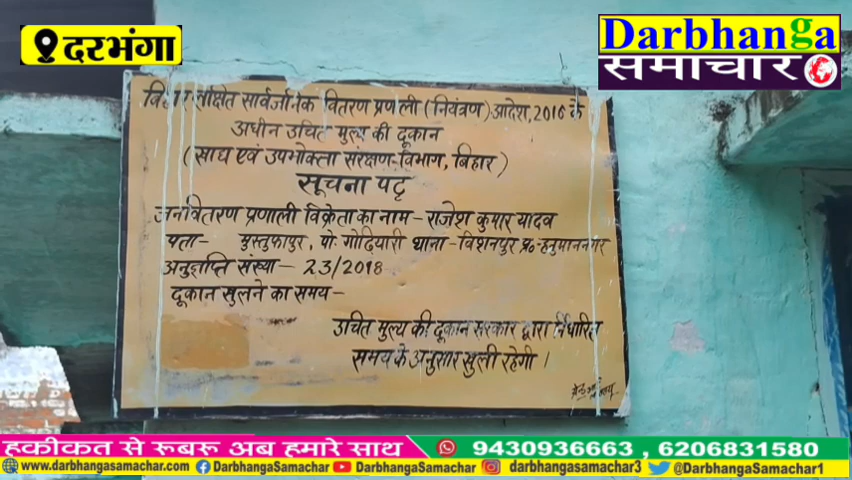 दरभंगा
Darbhanga
समाचार
बिहार लक्षित सार्वजनिक वितरण प्रणाली (नियंत्रण) आदेश, 2016 के
अधीन उचित मुल्य की दूकान
(खाद्य एवं उपभोक्ता संरक्षण-विभाग, बिहार)
सूचना पट्ट
जनवितरण प्रणाली विक्रेता का नाम - राजेश कुमार यादव
पता- मुस्तुफापुर, पो. गोढ़ियारी थाना-विशनपुर प्र० हनुमाननगर
अनुज्ञप्ति संख्या - 23/2018
दूकान खुलने का समय-
उचित मुल्य की दूकान सरकार द्वारा निर्धारित
समय के अनुसार खुली रहेगी ।
हकीकत से रूबरू अब हमारे साथ 9430936663 , 6206831580
www.darbhangasamachar.com DarbhangaSamachar DarbhangaSamachar darbhangasamachar3 @DarbhangaSamachar1